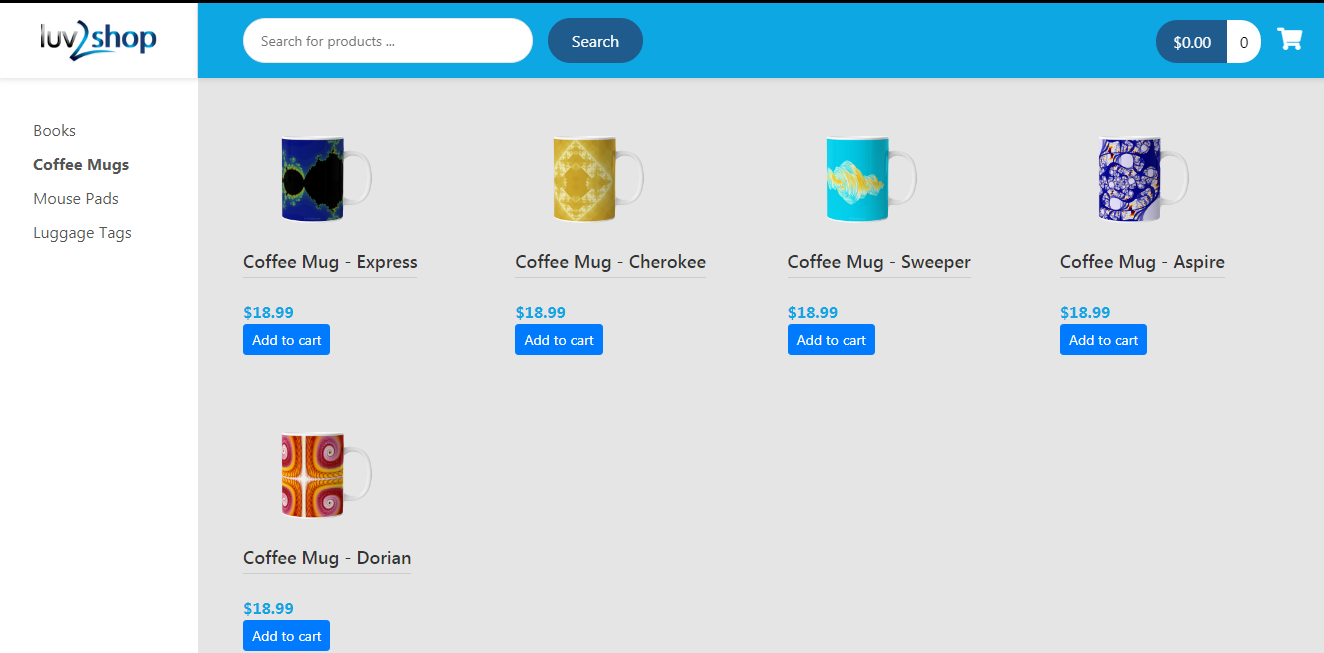 luv2shop
Search for products ...
Search
$0.00
0
Books
Coffee Mugs
Mouse Pads
Luggage Tags
Coffee Mug - Express
$18.99
Add to cart
Coffee Mug - Cherokee
$18.99
Add to cart
Coffee Mug - Sweeper
$18.99
Add to cart
Coffee Mug - Aspire
$18.99
Add to cart
Coffee Mug - Dorian
$18.99
Add to cart